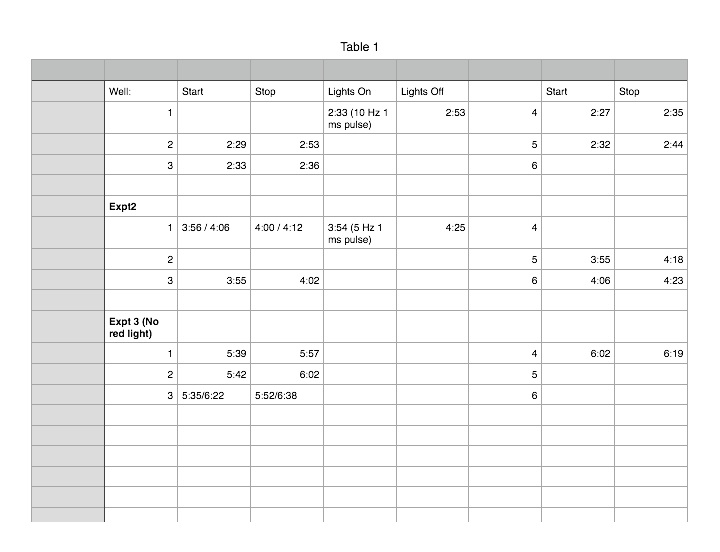 Table 1
Well: Start Stop Lights On Lights Off Start Stop
1 2:33 (10 Hz 1 2:53 4 2:27 2:35
ms pulse)
2 2:29 2:53 5 2:32 2:44
3 2:33 2:36 6
Expt2
1 3:56 / 4:06 4:00 / 4:12 3:54 (5 Hz 1 4:25 4
ms pulse)
2 5 3:55 4:18
3 3:55 4:02 6 4:06 4:23
Expt 3 (No
red light)
1 5:39 5:57 4 6:02 6:19
2 5:42 6:02 5
3 5:35/6:22 5:52/6:38 6